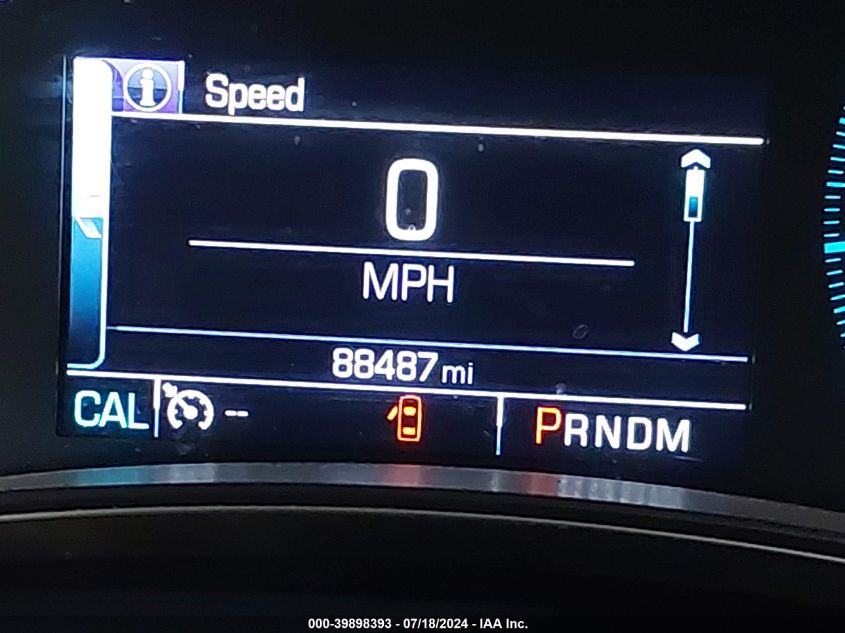 i Speed
0
MPH
88487 mi
CAL -- PRNDM
000-39898393 - 07/18/2024 - IAA Inc.